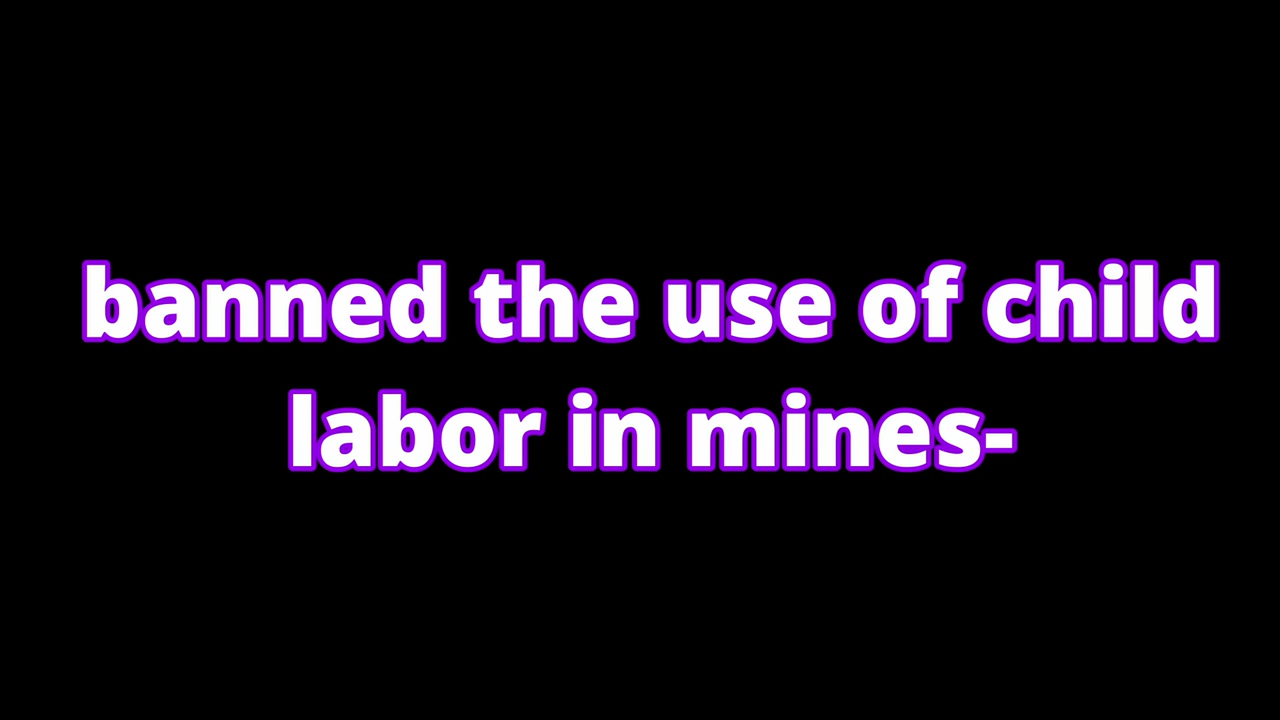 banned the use of child
labor in mines-